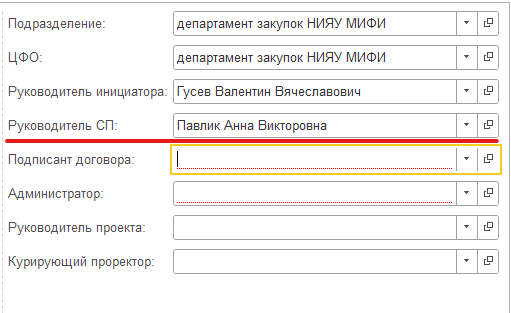 Подразделение: департамент закупок НИЯУ МИФИ
ЦФО: департамент закупок НИЯУ МИФИ
Руководитель инициатора: Гусев Валентин Вячеславович
Руководитель СП: Павлик Анна Викторовна
Подписант договора:
Администратор:
Руководитель проекта:
Курирующий проректор: